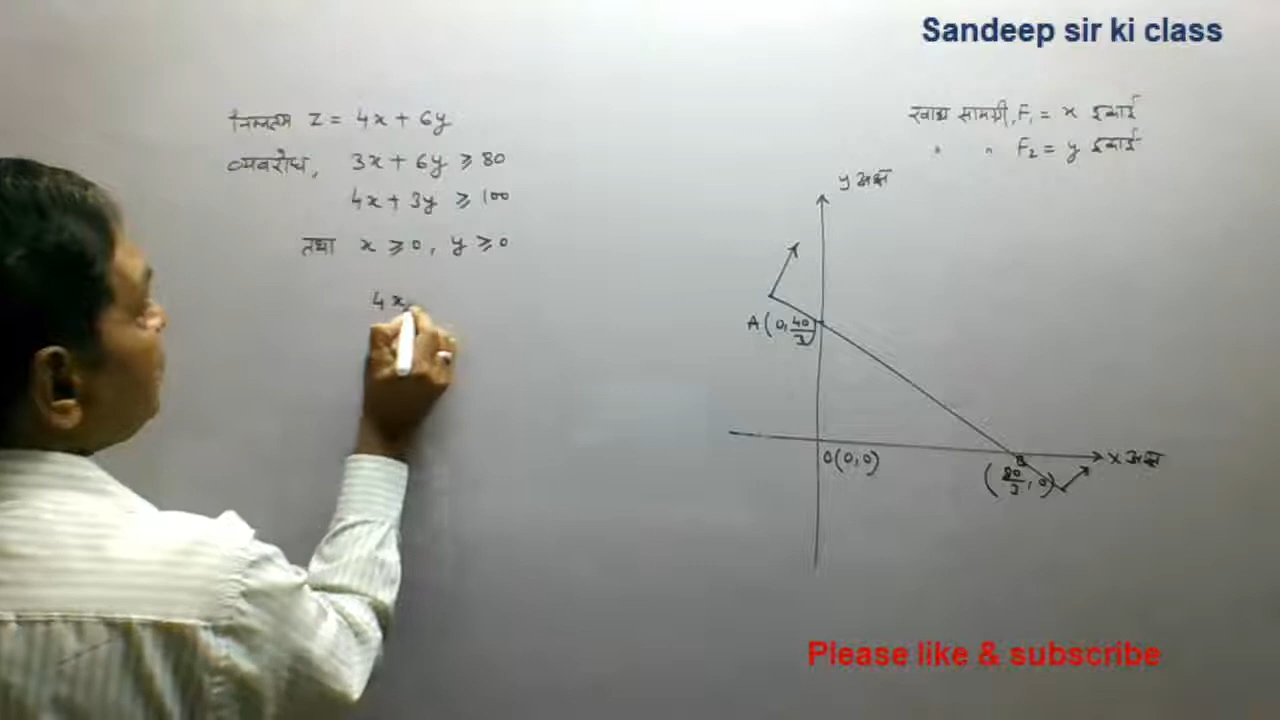 Sandeep sir ki class
निम्नतम Z = 4x + 6y
व्यवरोध, 3x + 6y ≥ 80
4x + 3y ≥ 100
तथा x ≥ 0, y ≥ 0
4x
खाद्य सामग्री, F₁ = x इकाई
" " F₂ = y इकाई
y अक्ष
A (0, 40/3)
O(0,0)
B
(80/3, 0)
X अक्ष
Please like & subscribe